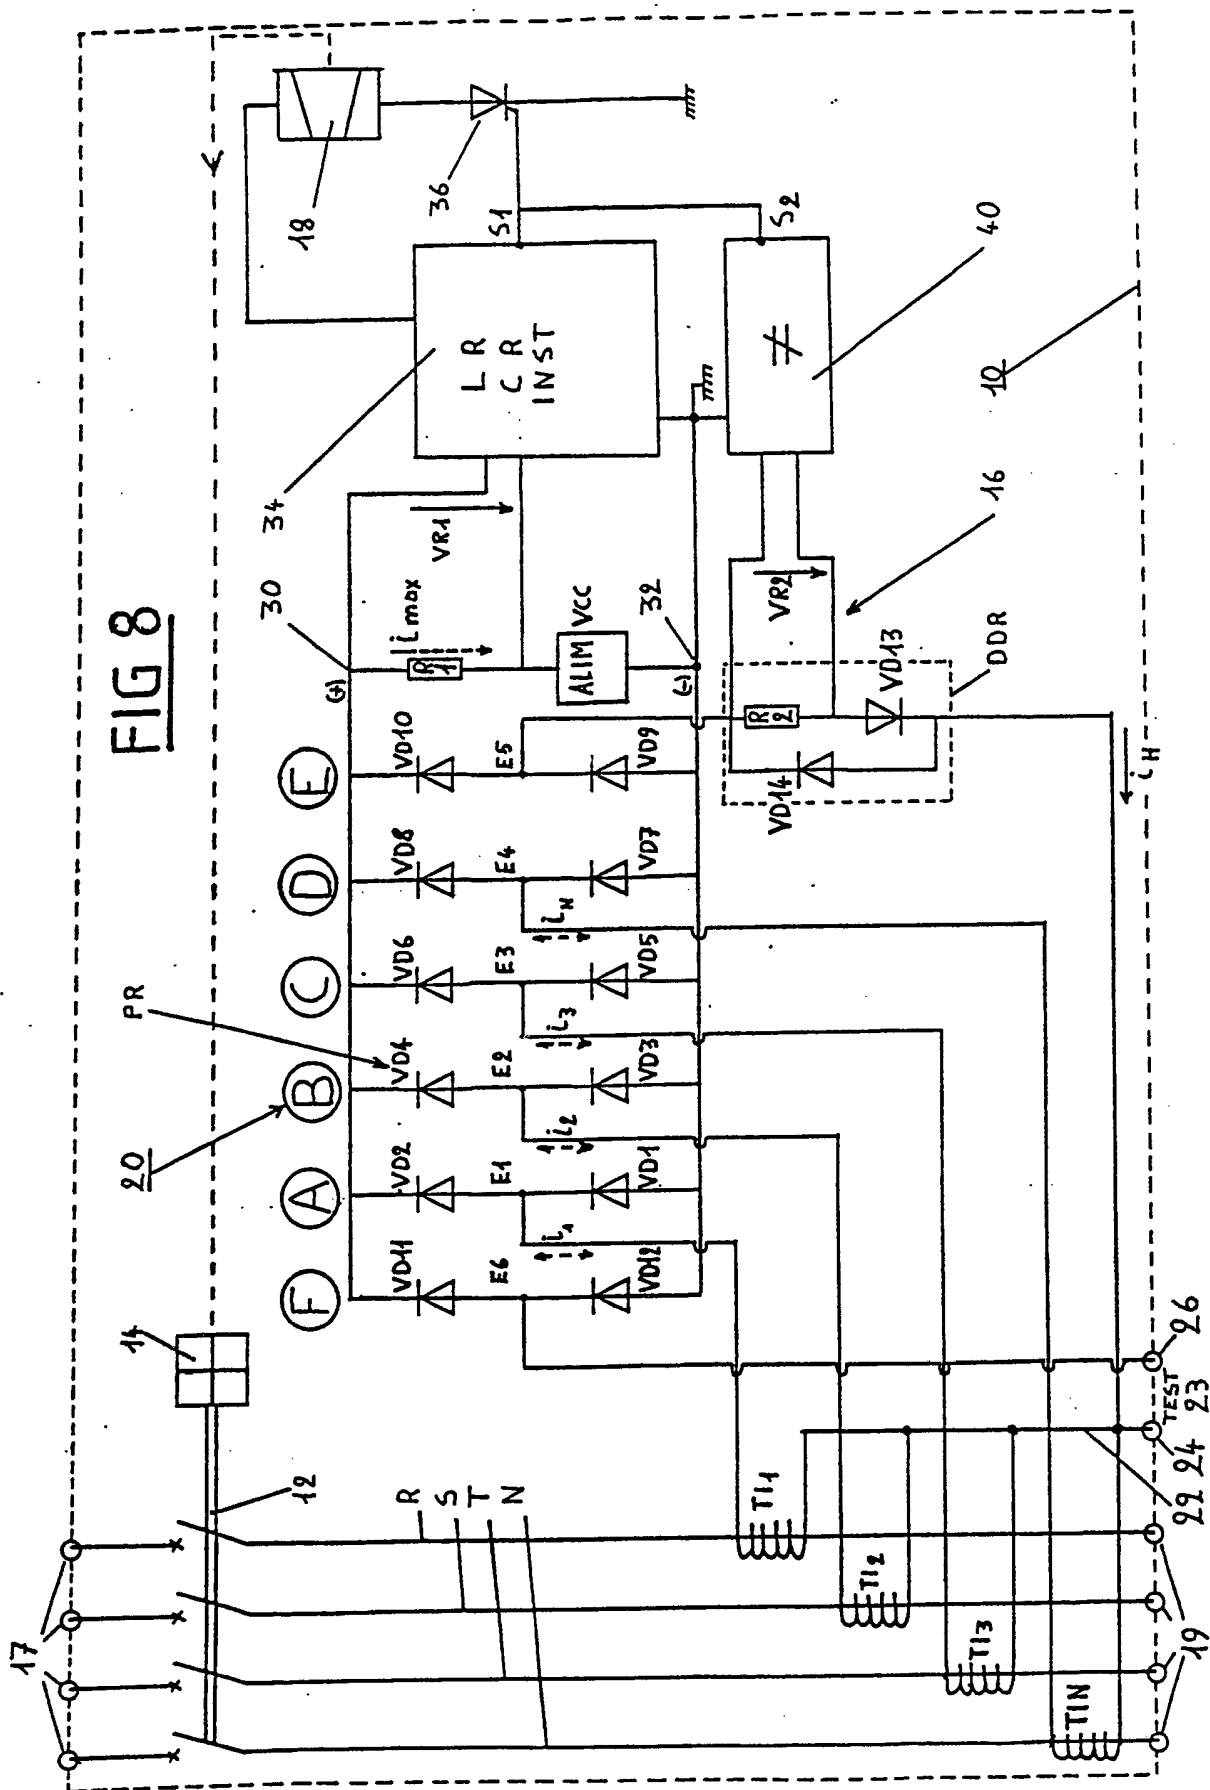 FIG 8
17
14
12
R
S
T
N
20
PR
F
A
B
C
D
E
30
(+)
34
18
36
VD11
VD2
VD4
VD6
VD8
VD10
R1
imax
VR1
L R
C R
INST
S1
E6
E1
E2
E3
E4
E5
i1
i2
i3
iN
ALIM
VCC
VD12
VD1
VD3
VD5
VD7
VD9
32
(-)
≠
S2
40
R2
VR2
16
VD14
VD13
DDR
10
iH
TI1
TI2
TI3
TIN
26
TEST
23
24
22
19